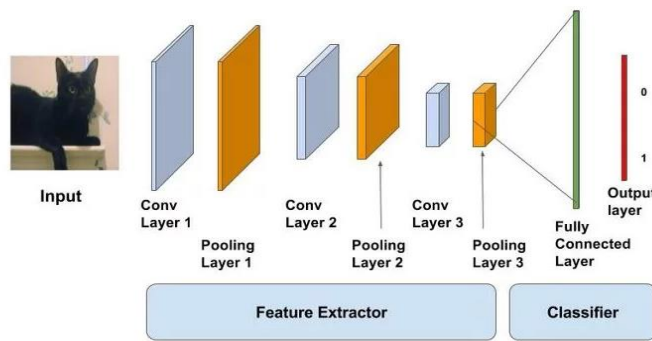 Input
Conv
Layer 1
Pooling
Layer 1
Conv
Layer 2
Pooling
Layer 2
Conv
Layer 3
Pooling
Layer 3
Fully
Connected
Layer
0
1
Output
layer
Feature Extractor
Classifier